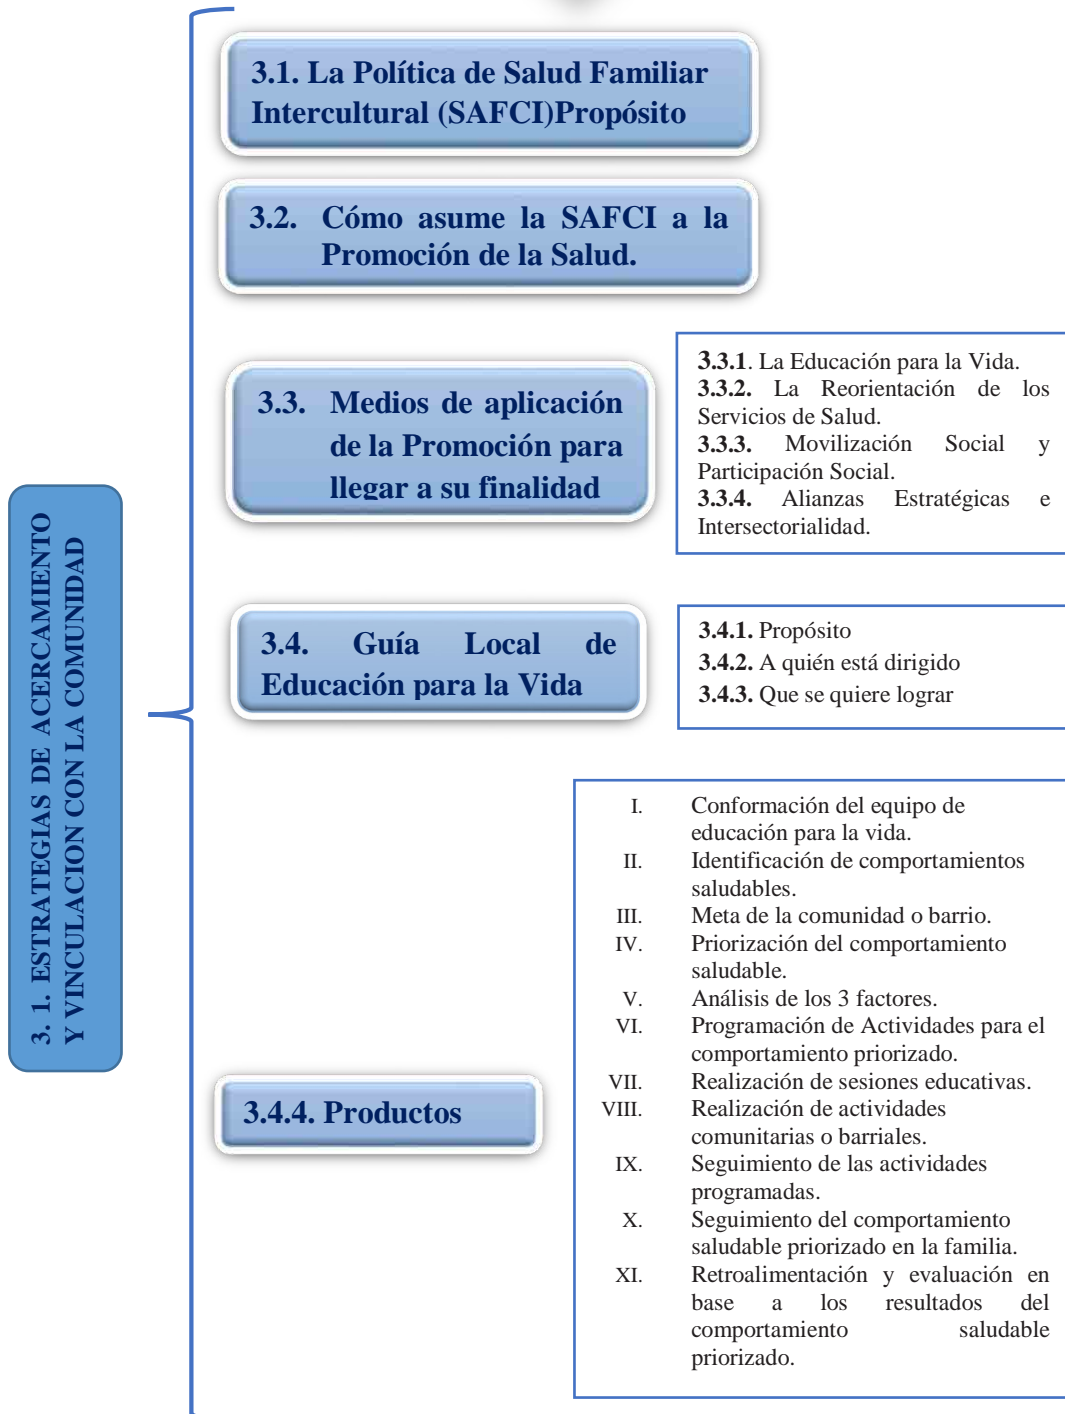 3. 1. ESTRATEGIAS DE ACERCAMIENTO
Y VINCULACION CON LA COMUNIDAD
3.1. La Política de Salud Familiar
Intercultural (SAFCI)Propósito
3.2. Cómo asume la SAFCI a la
Promoción de la Salud.
3.3. Medios de aplicación
de la Promoción para
llegar a su finalidad
3.3.1. La Educación para la Vida.
3.3.2. La Reorientación de los
Servicios de Salud.
3.3.3. Movilización Social y
Participación Social.
3.3.4. Alianzas Estratégicas e
Intersectorialidad.
3.4. Guía Local de
Educación para la Vida
3.4.1. Propósito
3.4.2. A quién está dirigido
3.4.3. Que se quiere lograr
3.4.4. Productos
I. Conformación del equipo de
educación para la vida.
II. Identificación de comportamientos
saludables.
III. Meta de la comunidad o barrio.
IV. Priorización del comportamiento
saludable.
V. Análisis de los 3 factores.
VI. Programación de Actividades para el
comportamiento priorizado.
VII. Realización de sesiones educativas.
VIII. Realización de actividades
comunitarias o barriales.
IX. Seguimiento de las actividades
programadas.
X. Seguimiento del comportamiento
saludable priorizado en la familia.
XI. Retroalimentación y evaluación en
base a los resultados del
comportamiento saludable
priorizado.